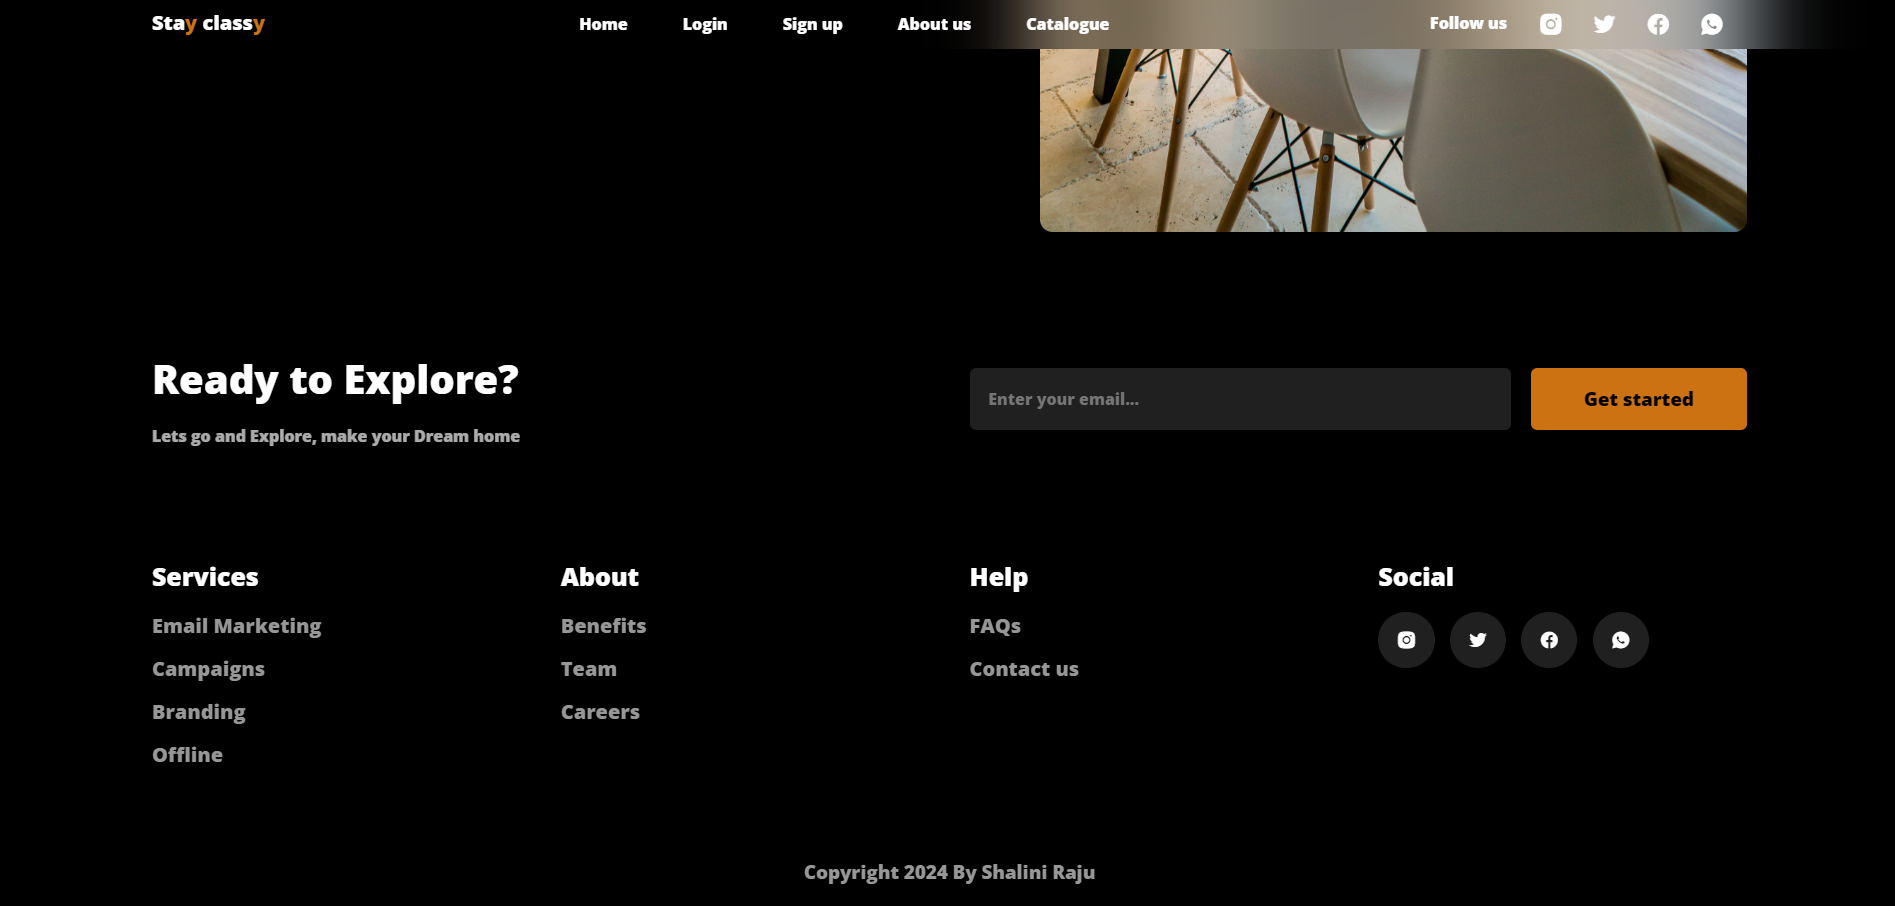 Stay classy
Home Login Sign up About us Catalogue
Follow us
Ready to Explore?
Lets go and Explore, make your Dream home
Enter your email...
Get started
Services
Email Marketing
Campaigns
Branding
Offline
About
Benefits
Team
Careers
Help
FAQs
Contact us
Social
Copyright 2024 By Shalini Raju